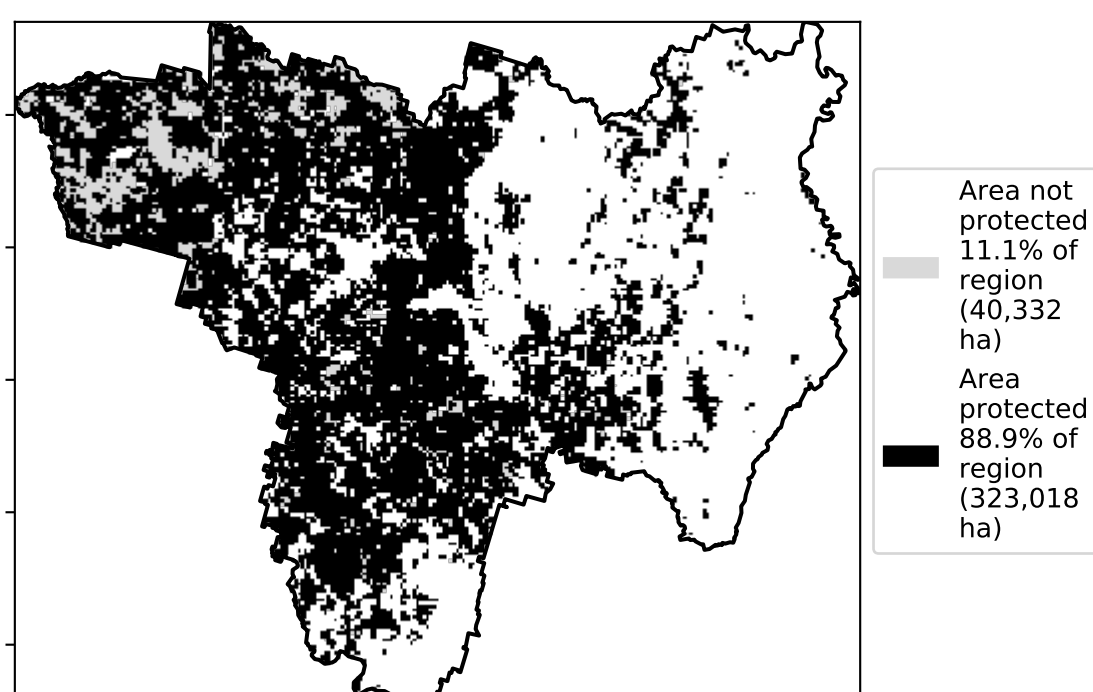 Area not
protected
11.1% of
region
(40,332
ha)
Area
protected
88.9% of
region
(323,018
ha)